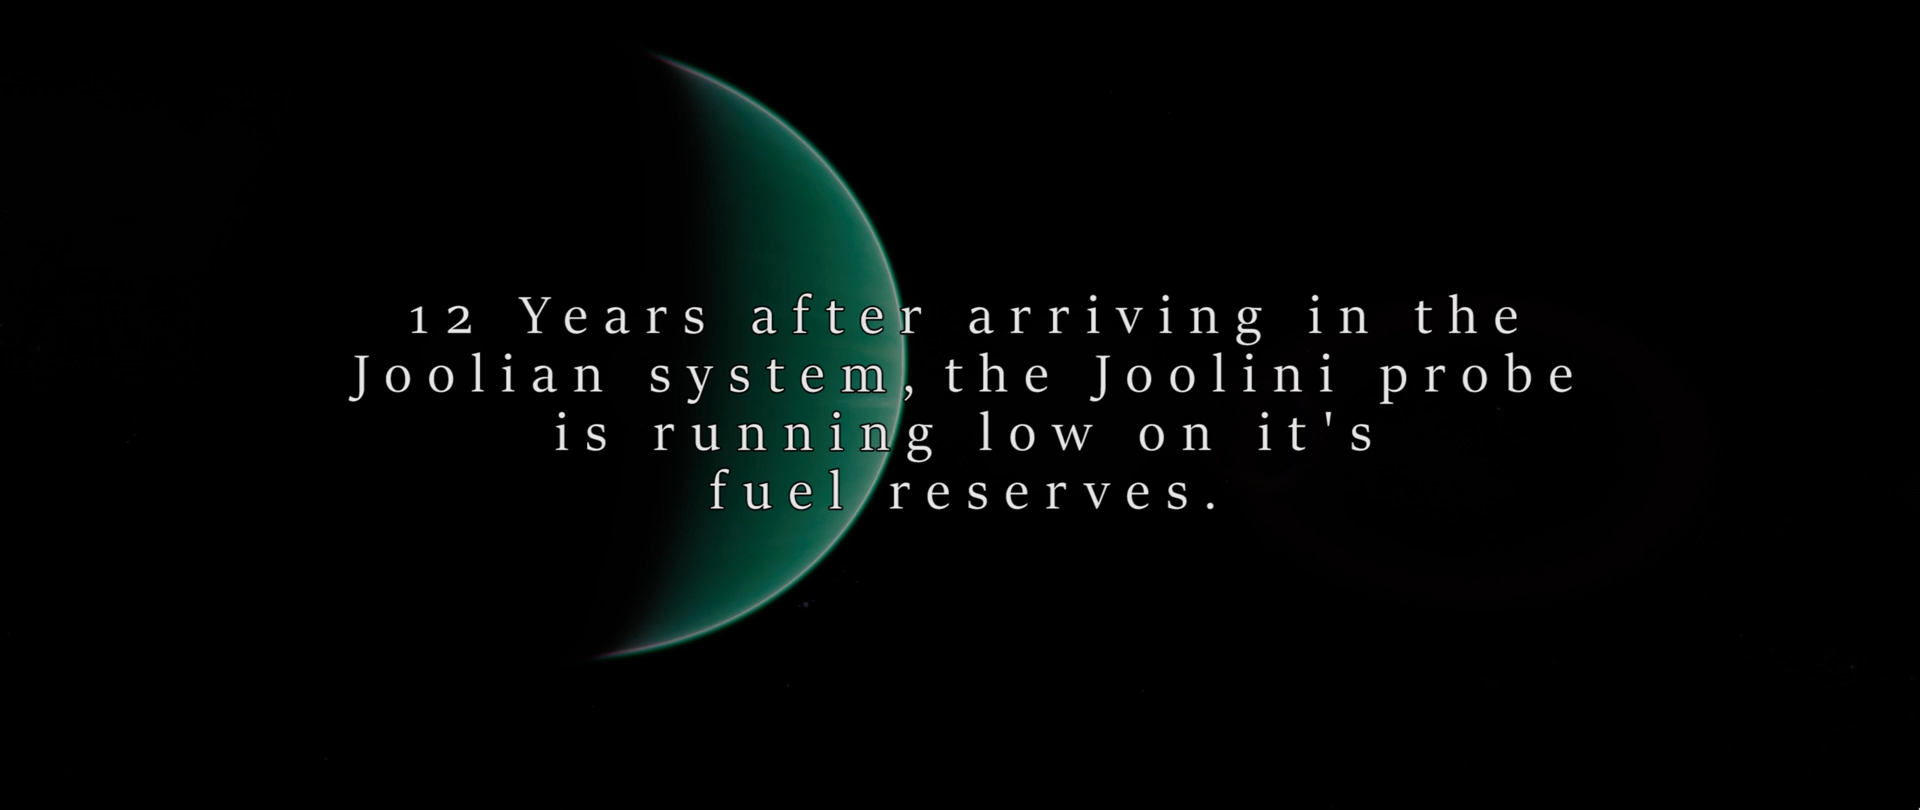 12 Years after arriving in the
Joolian system, the Joolini probe
is running low on it's
fuel reserves.